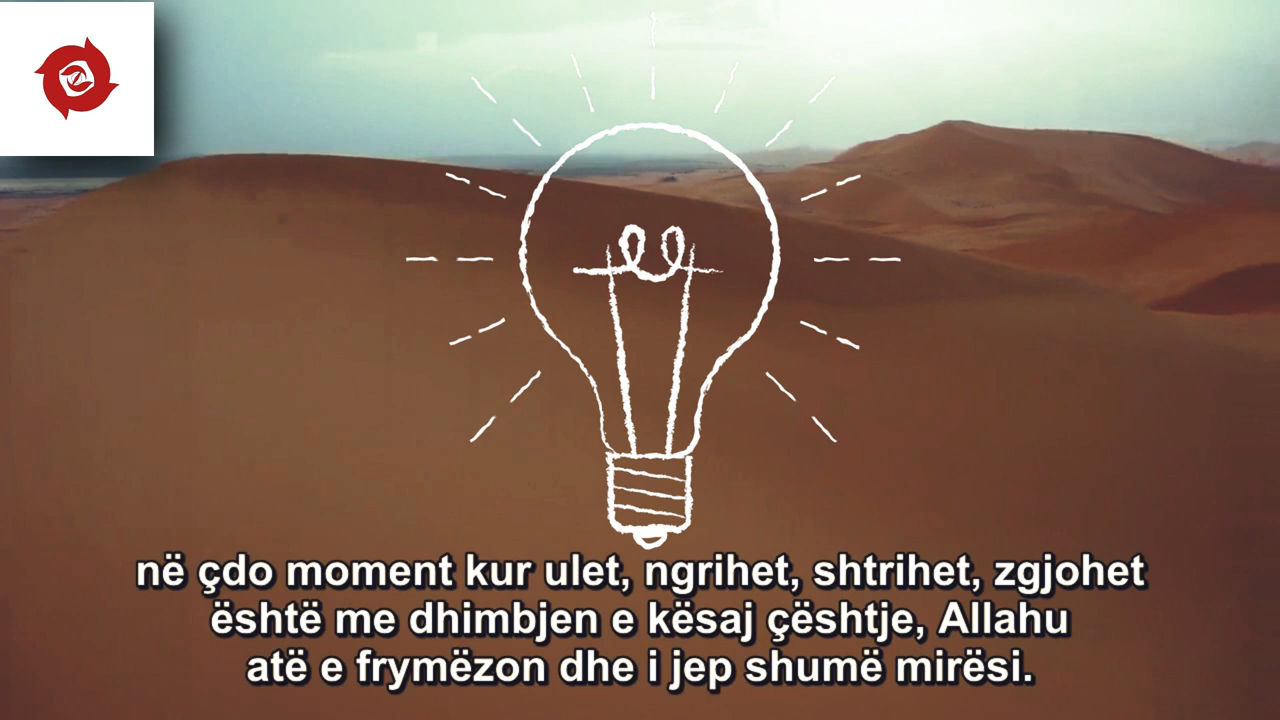 në çdo moment kur ulet, ngrihet, shtrihet, zgjohet
është me dhimbjen e kësaj çështje, Allahu
atë e frymëzon dhe i jep shumë mirësi.